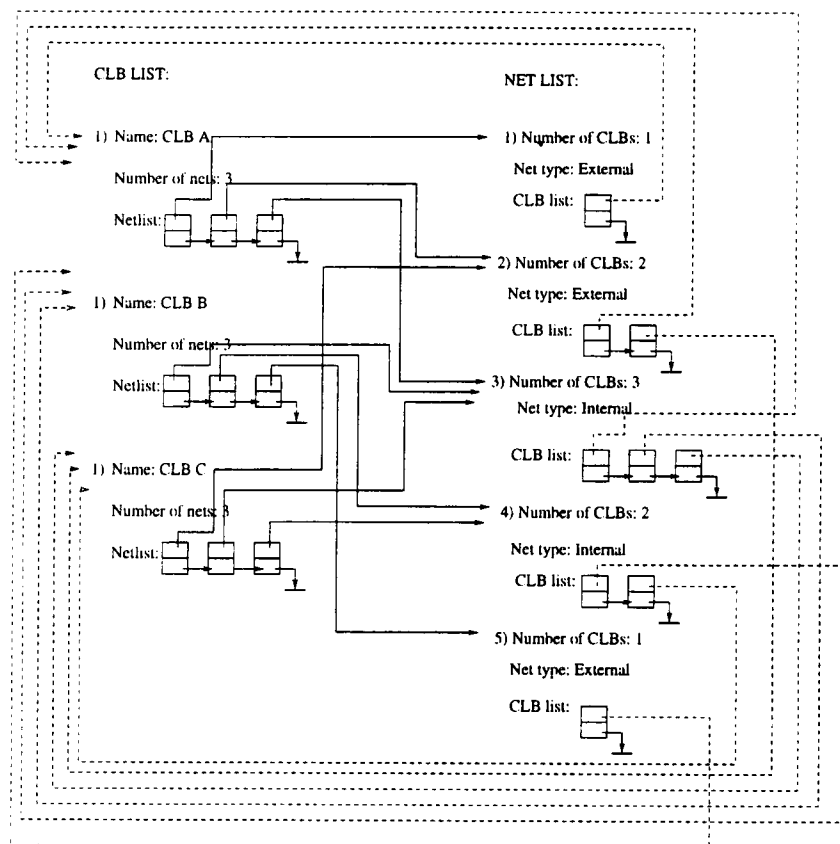 CLB LIST:
1) Name: CLB A
Number of nets: 3
Netlist:
1) Name: CLB B
Number of nets: 3
Netlist:
1) Name: CLB C
Number of nets: 3
Netlist:
NET LIST:
1) Number of CLBs: 1
Net type: External
CLB list:
2) Number of CLBs: 2
Net type: External
CLB list:
3) Number of CLBs: 3
Net type: Internal
CLB list:
4) Number of CLBs: 2
Net type: Internal
CLB list:
5) Number of CLBs: 1
Net type: External
CLB list: